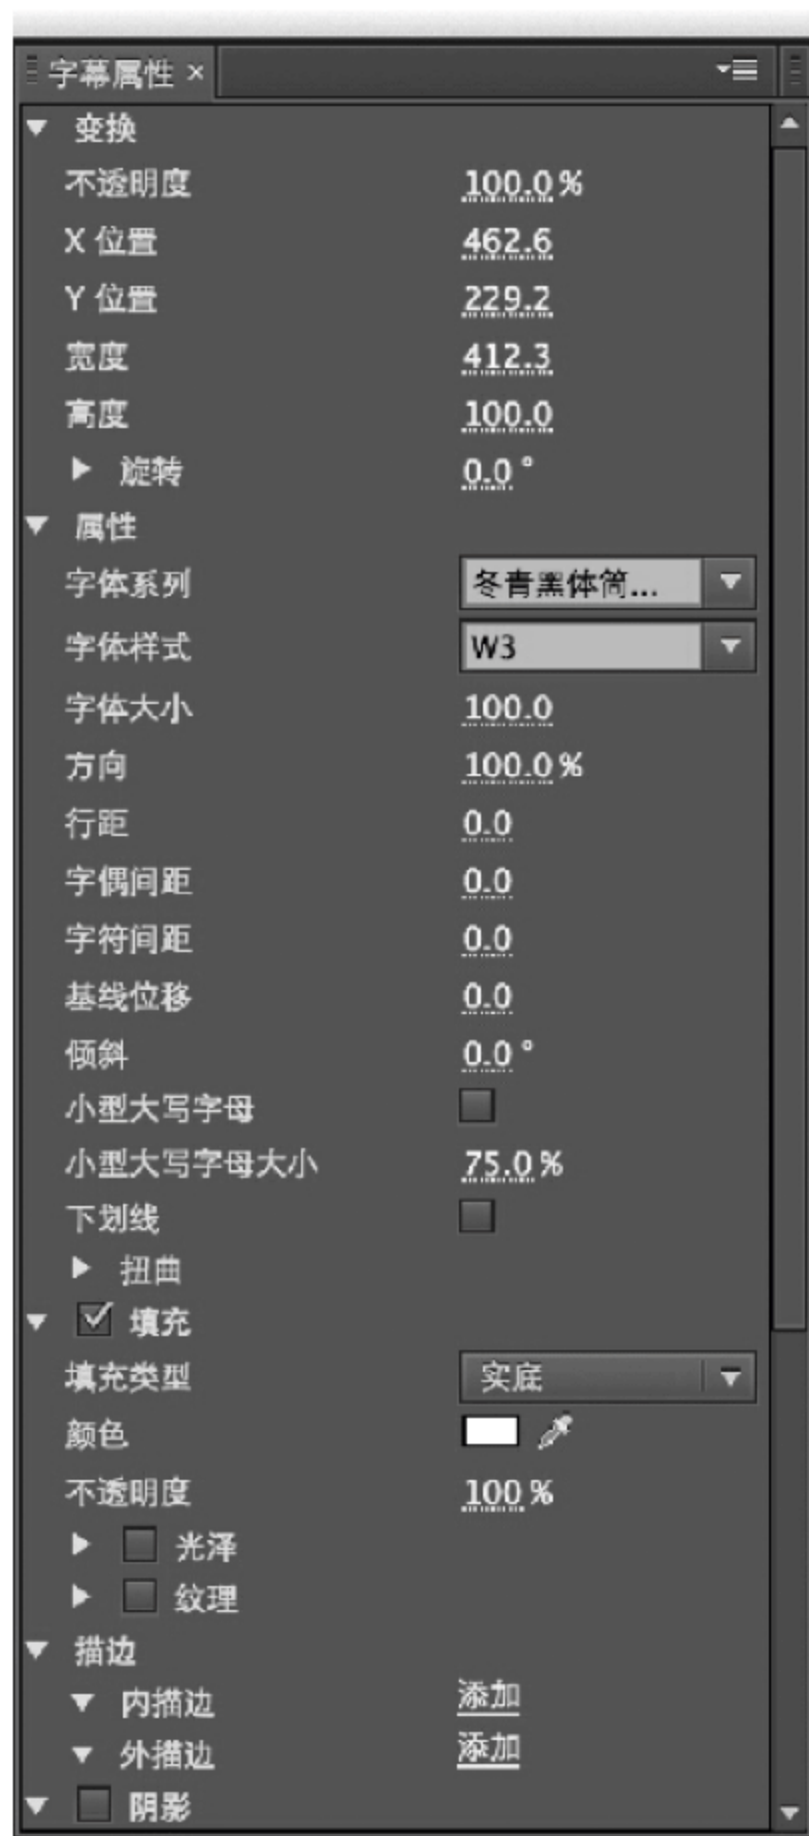 字幕属性 ×
变换
不透明度 100.0 %
X 位置 462.6
Y 位置 229.2
宽度 412.3
高度 100.0
旋转 0.0 °
属性
字体系列 冬青黑体简...
字体样式 W3
字体大小 100.0
方向 100.0 %
行距 0.0
字偶间距 0.0
字符间距 0.0
基线位移 0.0
倾斜 0.0 °
小型大写字母
小型大写字母大小 75.0 %
下划线
扭曲
填充
填充类型 实底
颜色
不透明度 100 %
光泽
纹理
描边
内描边 添加
外描边 添加
阴影